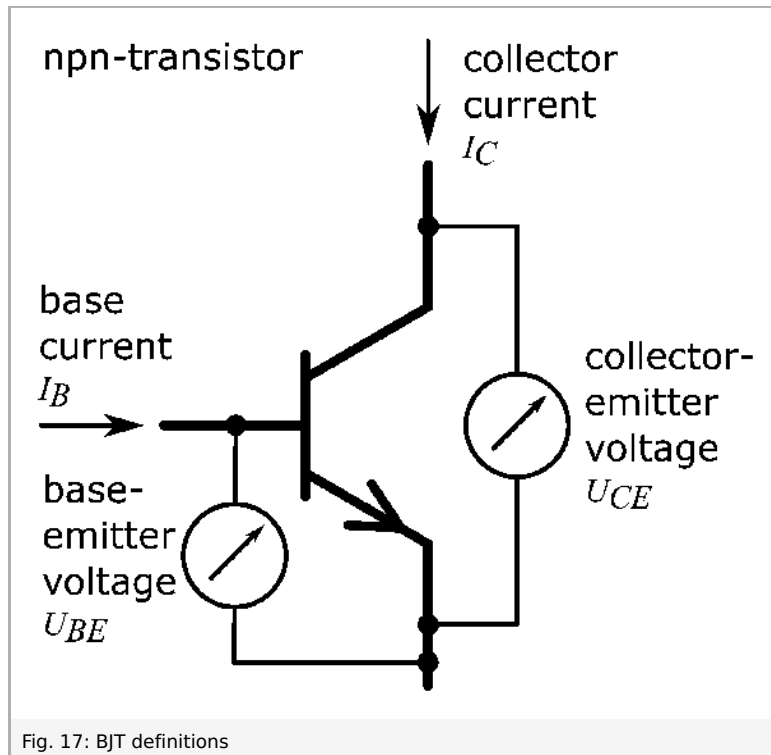 npn-transistor
collector
current
I_C
base
current
I_B
collector-
emitter
voltage
U_CE
base-
emitter
voltage
U_BE
Fig. 17: BJT definitions